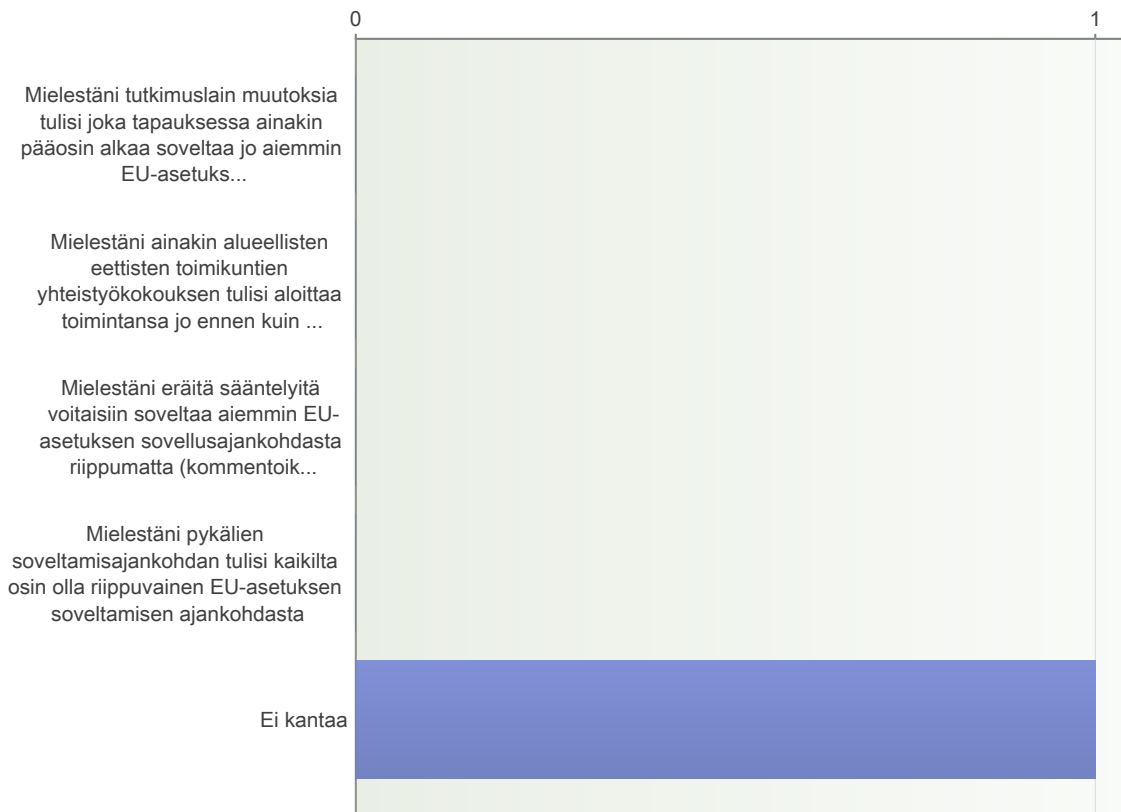 0 1
Mielestäni tutkimuslain muutoksia
tulisi joka tapauksessa ainakin
pääosin alkaa soveltaa jo aiemmin
EU-asetuks...
Mielestäni ainakin alueellisten
eettisten toimikuntien
yhteistyökokouksen tulisi aloittaa
toimintansa jo ennen kuin ...
Mielestäni eräitä sääntelyitä
voitaisiin soveltaa aiemmin EU-
asetuksen sovellusajankohdasta
riippumatta (kommentoik...
Mielestäni pykälien
soveltamisajankohdan tulisi kaikilta
osin olla riippuvainen EU-asetuksen
soveltamisen ajankohdasta
Ei kantaa